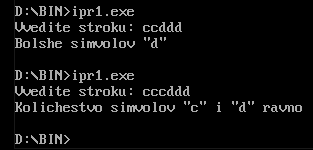 D:\BIN>ipr1.exe
Vvedite stroku: ccddd
Bolshe simvolov "d"
D:\BIN>ipr1.exe
Vvedite stroku: cccddd
Kolichestvo simvolov "c" i "d" ravno
D:\BIN>